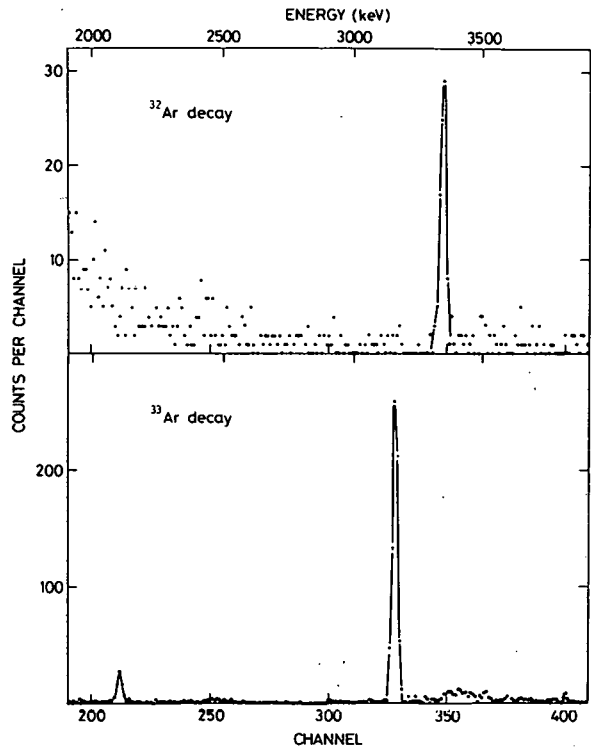 ENERGY (keV)
2000 2500 3000 3500
30
³²Ar decay
20
10
COUNTS PER CHANNEL
³³Ar decay
200
100
200 250 300 350 400
CHANNEL